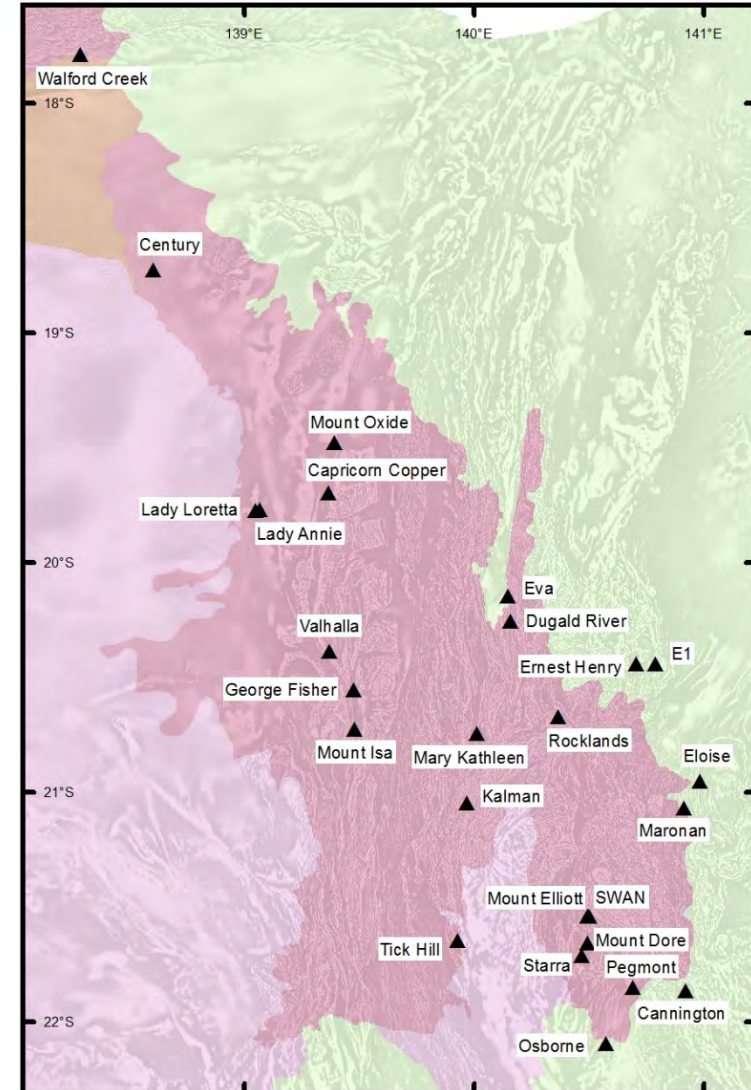 139°E
140°E
141°E
Walford Creek
18°S
Century
19°S
Mount Oxide
Capricorn Copper
Lady Loretta
Lady Annie
20°S
Eva
Dugald River
Valhalla
Ernest Henry
E1
George Fisher
Mount Isa
Mary Kathleen
Rocklands
Eloise
21°S
Kalman
Maronan
Mount Elliott
SWAN
Tick Hill
Mount Dore
Starra
Pegmont
Cannington
22°S
Osborne